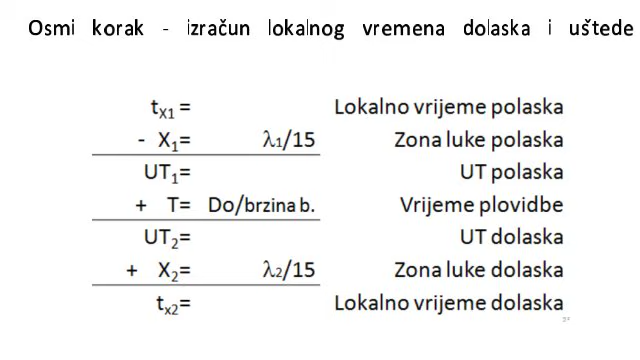 Osmi korak - izračun lokalnog vremena dolaska i uštede
tX1 = Lokalno vrijeme polaska
- X1= λ1/15 Zona luke polaska
UT1= UT polaska
+ T= Do/brzina b. Vrijeme plovidbe
UT2= UT dolaska
+ X2= λ2/15 Zona luke dolaska
tx2= Lokalno vrijeme dolaska